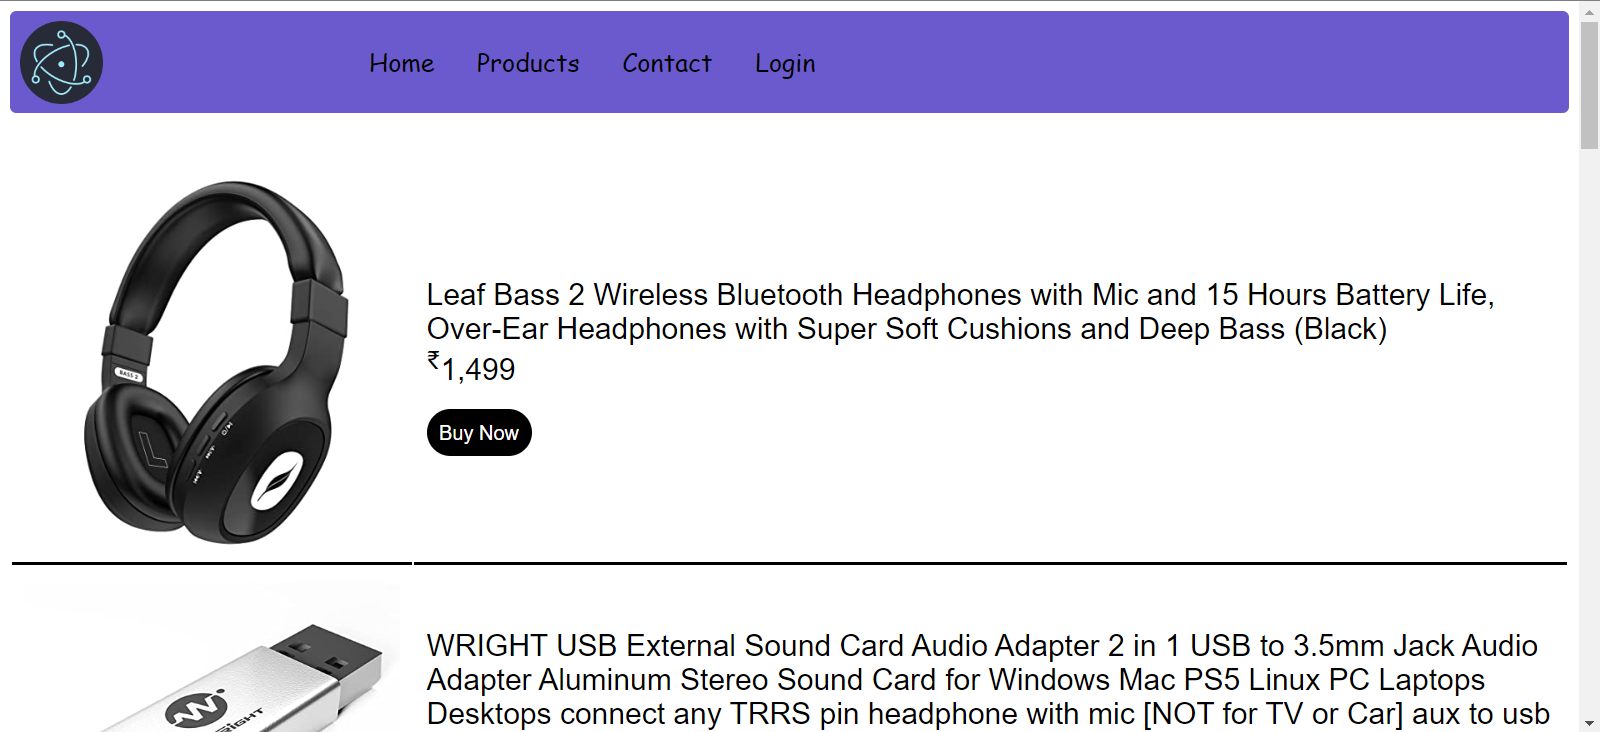 Home Products Contact Login
Leaf Bass 2 Wireless Bluetooth Headphones with Mic and 15 Hours Battery Life,
Over-Ear Headphones with Super Soft Cushions and Deep Bass (Black)
₹1,499
BASS 2
Buy Now
WRIGHT USB External Sound Card Audio Adapter 2 in 1 USB to 3.5mm Jack Audio
Adapter Aluminum Stereo Sound Card for Windows Mac PS5 Linux PC Laptops
Desktops connect any TRRS pin headphone with mic [NOT for TV or Car] aux to usb